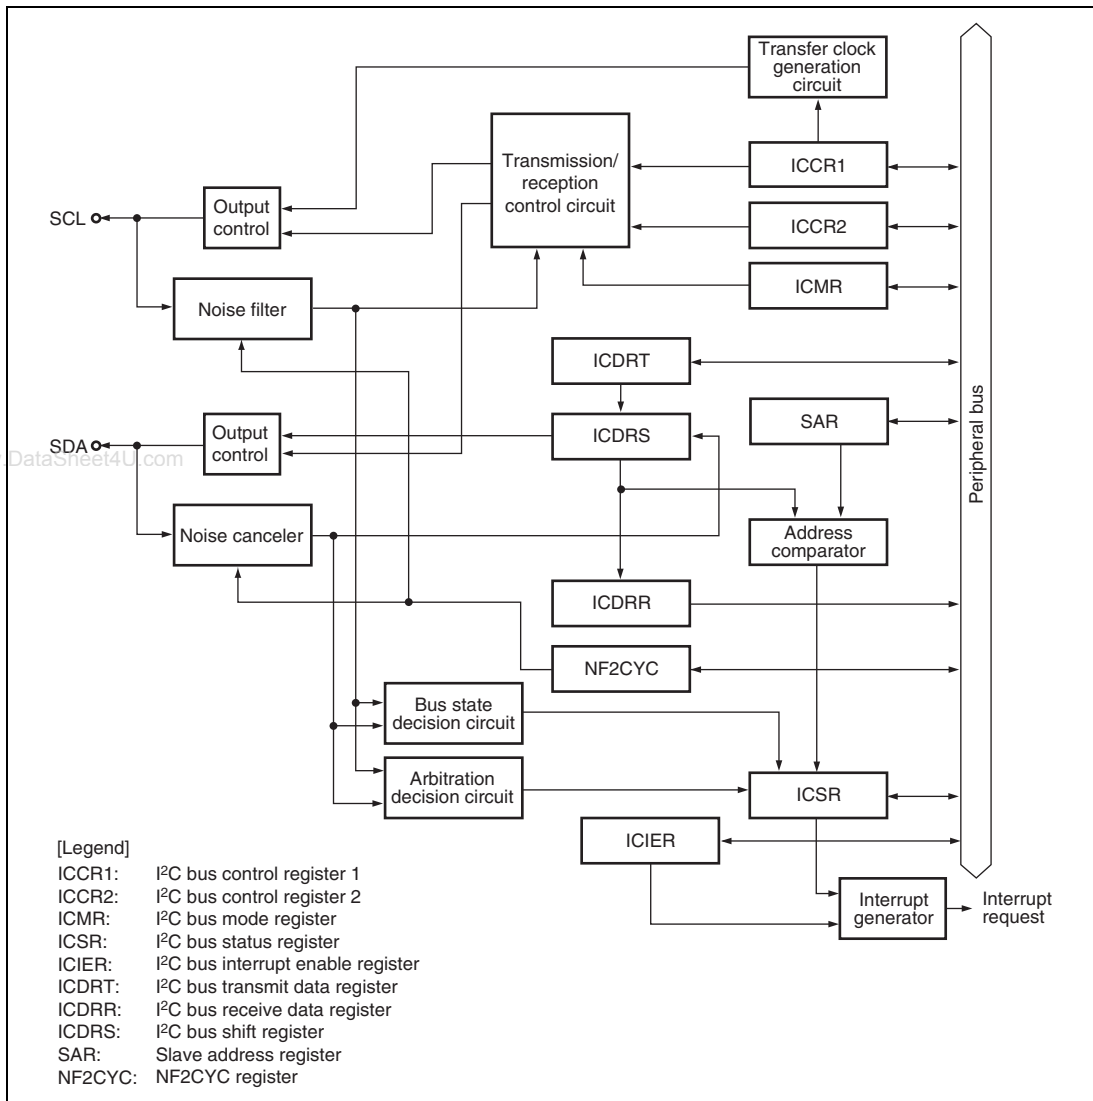 Transfer clock
generation
circuit
Transmission/
reception
control circuit
ICCR1
SCL
Output
control
ICCR2
ICMR
Noise filter
ICDRT
SAR
SDA
Output
control
ICDRS
Peripheral bus
.DataSheet4U.com
Noise canceler
Address
comparator
ICDRR
NF2CYC
Bus state
decision circuit
Arbitration
decision circuit
ICSR
ICIER
Interrupt
generator
Interrupt
request
[Legend]
ICCR1: I²C bus control register 1
ICCR2: I²C bus control register 2
ICMR: I²C bus mode register
ICSR: I²C bus status register
ICIER: I²C bus interrupt enable register
ICDRT: I²C bus transmit data register
ICDRR: I²C bus receive data register
ICDRS: I²C bus shift register
SAR: Slave address register
NF2CYC: NF2CYC register